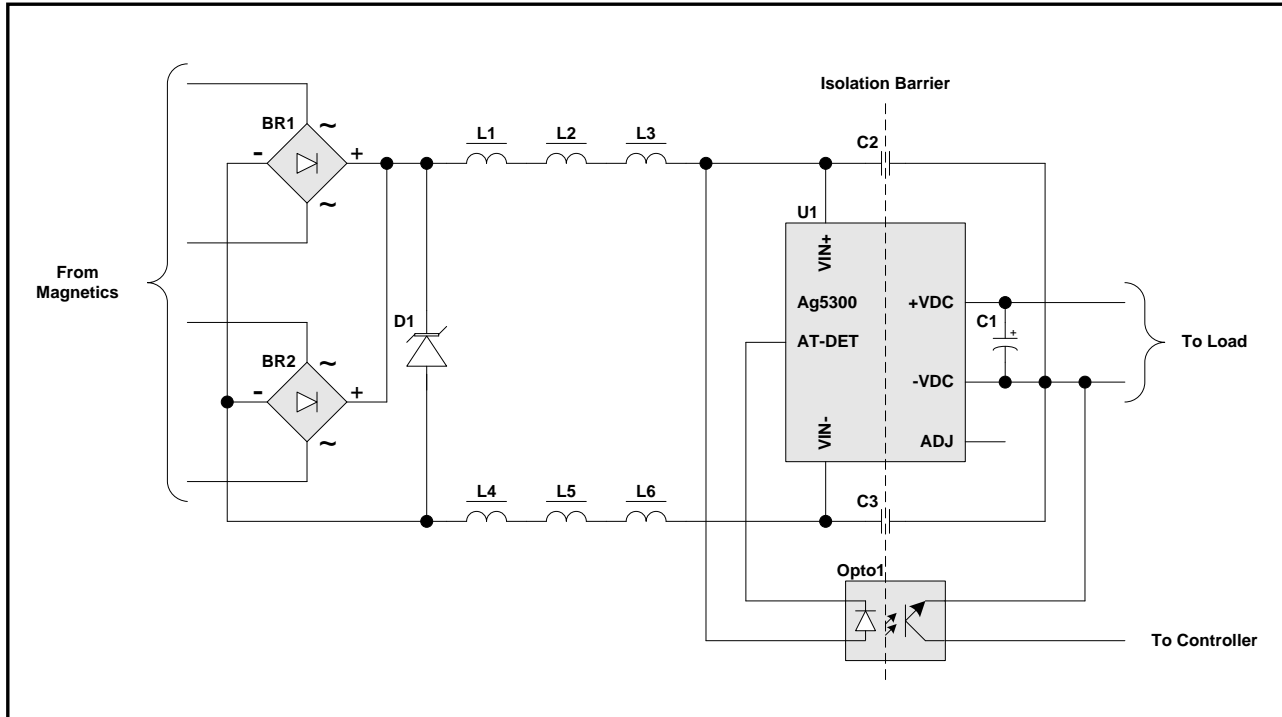 Isolation Barrier
BR1
~
-
+
~
L1
L2
L3
C2
U1
VIN+
From
Magnetics
Ag5300
+VDC
C1
+
D1
AT-DET
To Load
BR2
~
-
+
~
-VDC
VIN-
ADJ
L4
L5
L6
C3
Opto1
To Controller